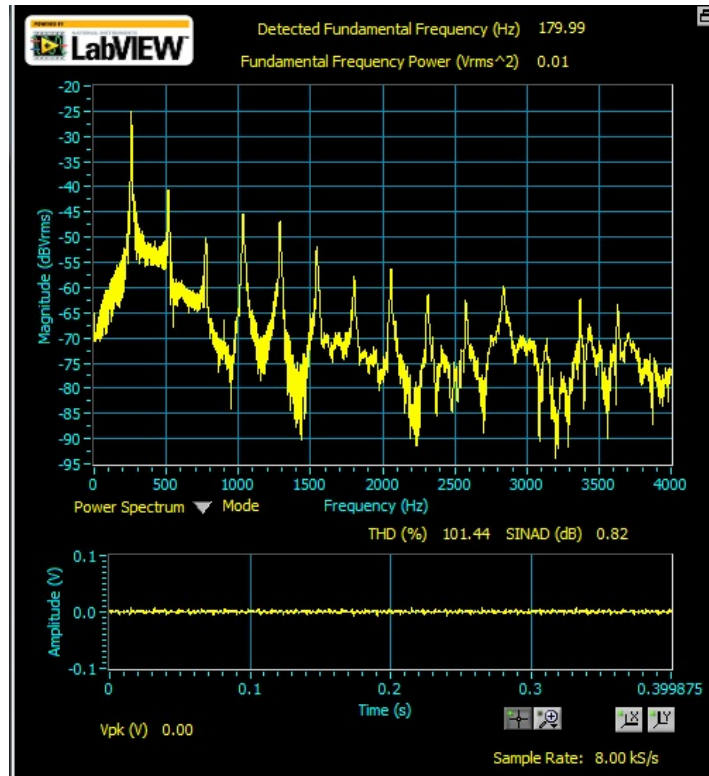 POWERED BY
NATIONAL INSTRUMENTS
LabVIEW
Detected Fundamental Frequency (Hz) 179.99
Fundamental Frequency Power (Vrms^2) 0.01
Magnitude (dBVrms)
-20
-25
-30
-35
-40
-45
-50
-55
-60
-65
-70
-75
-80
-85
-90
-95
0 500 1000 1500 2000 2500 3000 3500 4000
Power Spectrum Mode Frequency (Hz)
THD (%) 101.44 SINAD (dB) 0.82
Amplitude (V)
0.1
0.0
-0.1
0 0.1 0.2 0.3 0.399875
Time (s)
X Y
Vpk (V) 0.00
Sample Rate: 8.00 kS/s